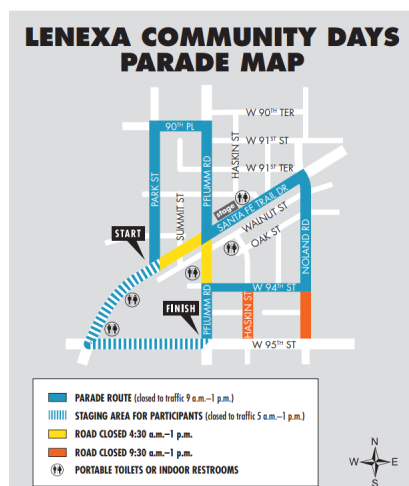 LENEXA COMMUNITY DAYS
PARADE MAP
W 90TH TER
90TH PL
HASKIN ST
W 91ST ST
W 91ST TER
PARK ST
PFLUMM RD
SUMMIT ST
stage
SANTA FE TRAIL DR
WALNUT ST
OAK ST
START
NOLAND RD
W 94TH ST
FINISH
PFLUMM RD
HASKIN ST
W 95TH ST
PARADE ROUTE (closed to traffic 9 a.m.–1 p.m.)
STAGING AREA FOR PARTICIPANTS (closed to traffic 5 a.m.–1 p.m.)
ROAD CLOSED 4:30 a.m.–1 p.m.
ROAD CLOSED 9:30 a.m.–1 p.m.
PORTABLE TOILETS OR INDOOR RESTROOMS
N
W E
S